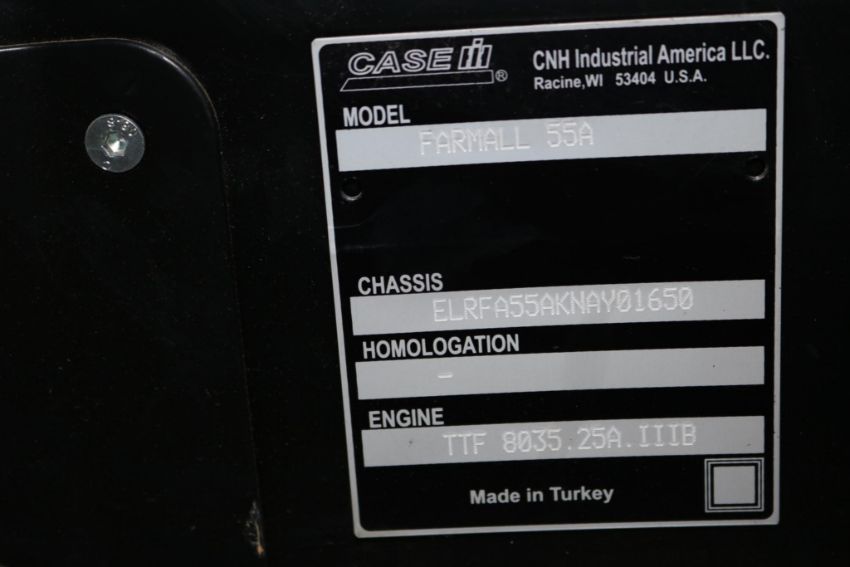 CASE IH ®
CNH Industrial America LLC.
Racine,WI 53404 U.S.A.
MODEL
FARMALL 55A
CHASSIS
ELRFA55AKNAY01650
HOMOLOGATION
-
ENGINE
TTF 8035.25A.IIIB
Made in Turkey